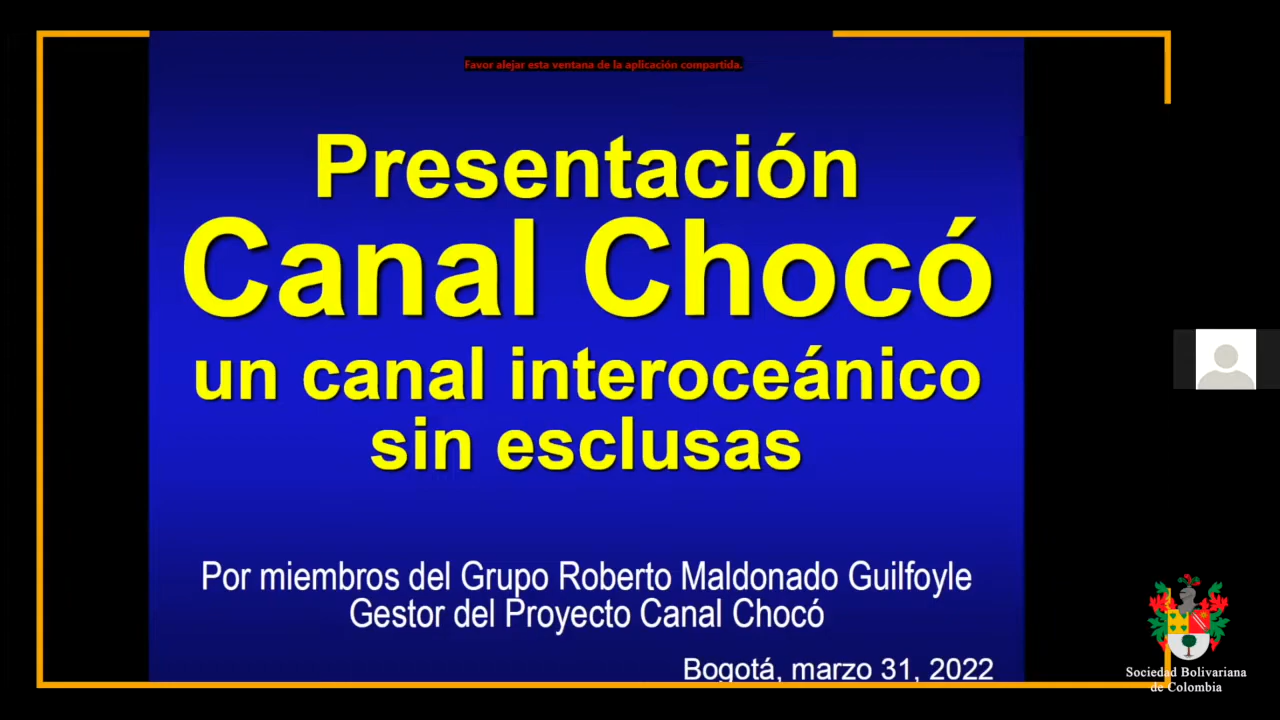 Favor alejar esta ventana de la aplicación compartida.
Presentación
Canal Chocó
un canal interoceánico
sin esclusas
Por miembros del Grupo Roberto Maldonado Guilfoyle
Gestor del Proyecto Canal Chocó
Bogotá, marzo 31, 2022
Sociedad Bolivariana
de Colombia